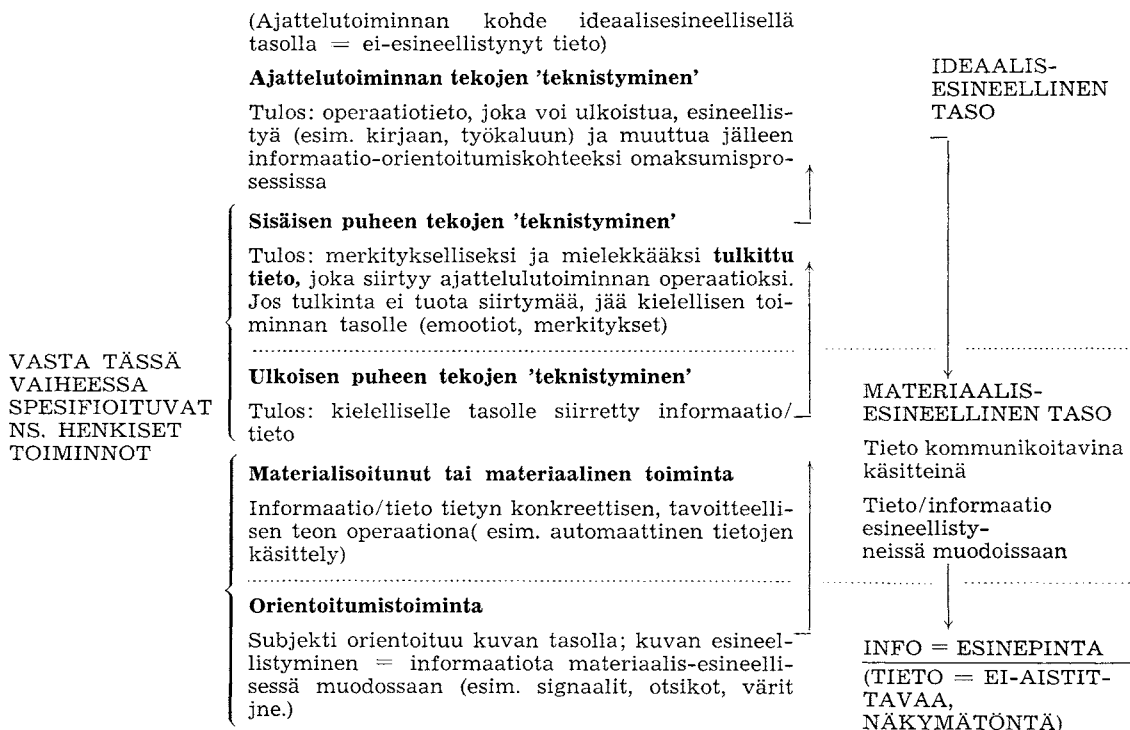 (Ajattelutoiminnan kohde ideaalisesineellisellä
tasolla = ei-esineellistynyt tieto)
Ajattelutoiminnan tekojen 'teknistyminen'
Tulos: operaatiotieto, joka voi ulkoistua, esineellis-
tyä (esim. kirjaan, työkaluun) ja muuttua jälleen
informaatio-orientoitumiskohteeksi omaksumispro-
sessissa
Sisäisen puheen tekojen 'teknistyminen'
Tulos: merkitykselliseksi ja mielekkääksi tulkittu
tieto, joka siirtyy ajattelulutoiminnan operaatioksi.
Jos tulkinta ei tuota siirtymää, jää kielellisen toi-
minnan tasolle (emootiot, merkitykset)
Ulkoisen puheen tekojen 'teknistyminen'
Tulos: kielelliselle tasolle siirretty informaatio/
tieto
Materialisoitunut tai materiaalinen toiminta
Informaatio/tieto tietyn konkreettisen, tavoitteelli-
sen teon operaationa( esim. automaattinen tietojen
käsittely)
Orientoitumistoiminta
Subjekti orientoituu kuvan tasolla; kuvan esineel-
listyminen = informaatiota materiaalis-esineelli-
sessä muodossaan (esim. signaalit, otsikot, värit
jne.)
VASTA TÄSSÄ
VAIHEESSA
SPESIFIOITUVAT
NS. HENKISET
TOIMINNOT
IDEAALIS-
ESINEELLINEN
TASO
MATERIAALIS-
ESINEELLINEN TASO
Tieto kommunikoitavina
käsitteinä
Tieto/informaatio
esineellisty-
neissä muodoissaan
INFO = ESINEPINTA
(TIETO = EI-AISTIT-
TAVAA,
NÄKYMÄTÖNTÄ)